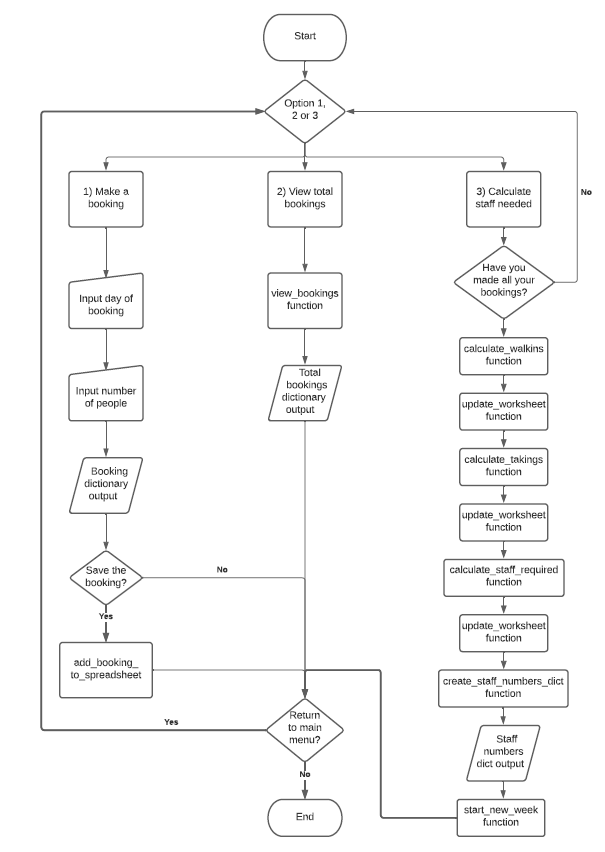 Start
Option 1,
2 or 3
1) Make a
booking
2) View total
bookings
3) Calculate
staff needed
No
Input day of
booking
view_bookings
function
Have you
made all your
bookings?
calculate_walkins
function
Input number
of people
Total
bookings
dictionary
output
update_worksheet
function
Booking
dictionary
output
calculate_takings
function
update_worksheet
function
Save the
booking?
No
Yes
calculate_staff_required
function
update_worksheet
function
add_booking_
to_spreadsheet
create_staff_numbers_dict
function
Return
to main
menu?
Yes
No
Staff
numbers
dict output
End
start_new_week
function